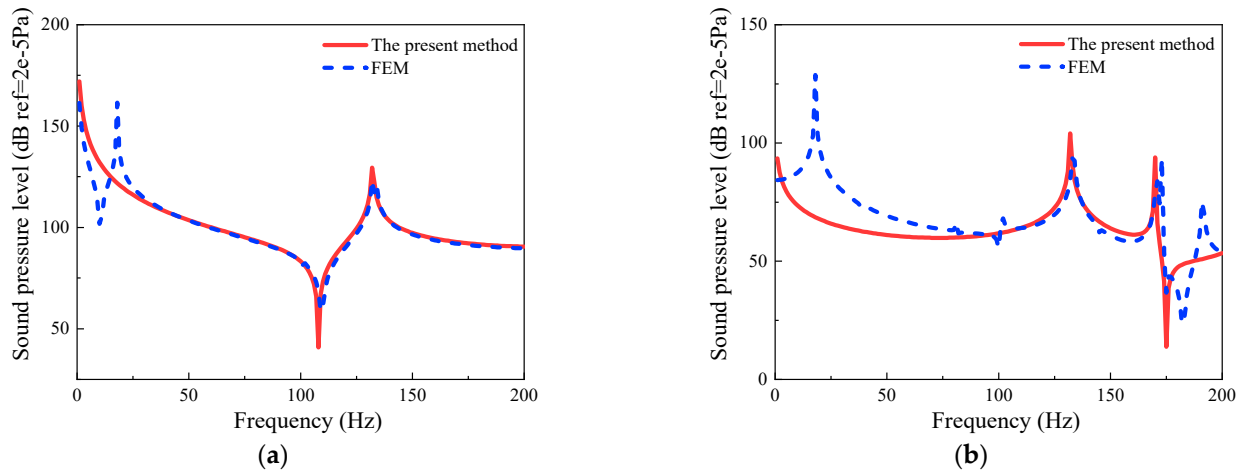 Sound pressure level (dB ref=2e-5Pa)
200
150
100
50
The present method
FEM
0
50
100
150
200
Frequency (Hz)
(a)
Sound pressure level (dB ref=2e-5Pa)
150
100
50
0
The present method
FEM
0
50
100
150
200
Frequency (Hz)
(b)